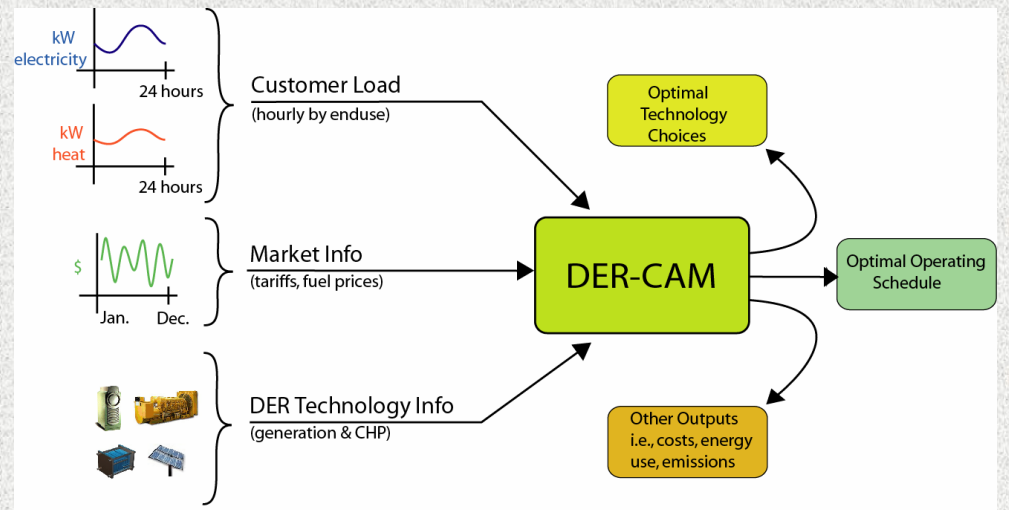 kW
electricity
24 hours
kW
heat
24 hours
Customer Load
(hourly by enduse)
$
Jan. Dec.
Market Info
(tariffs, fuel prices)
DER Technology Info
(generation & CHP)
DER-CAM
Optimal
Technology
Choices
Optimal Operating
Schedule
Other Outputs
i.e., costs, energy
use, emissions